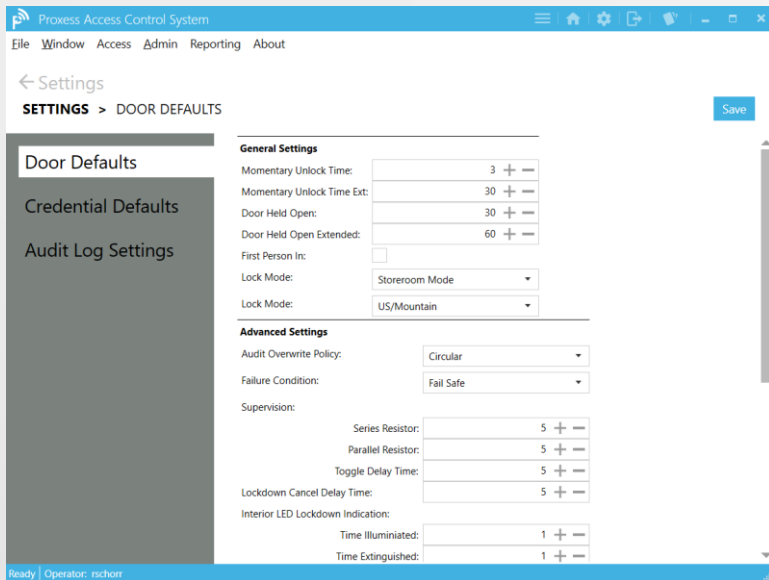 Proxess Access Control System
File Window Access Admin Reporting About
Settings
SETTINGS > DOOR DEFAULTS
Save
Door Defaults
Credential Defaults
Audit Log Settings
General Settings
Momentary Unlock Time: 3
Momentary Unlock Time Ext: 30
Door Held Open: 30
Door Held Open Extended: 60
First Person In:
Lock Mode: Storeroom Mode
Lock Mode: US/Mountain
Advanced Settings
Audit Overwrite Policy: Circular
Failure Condition: Fail Safe
Supervision:
Series Resistor: 5
Parallel Resistor: 5
Toggle Delay Time: 5
Lockdown Cancel Delay Time: 5
Interior LED Lockdown Indication:
Time Illuminiated: 1
Time Extinguished: 1
Ready Operator: rschorr